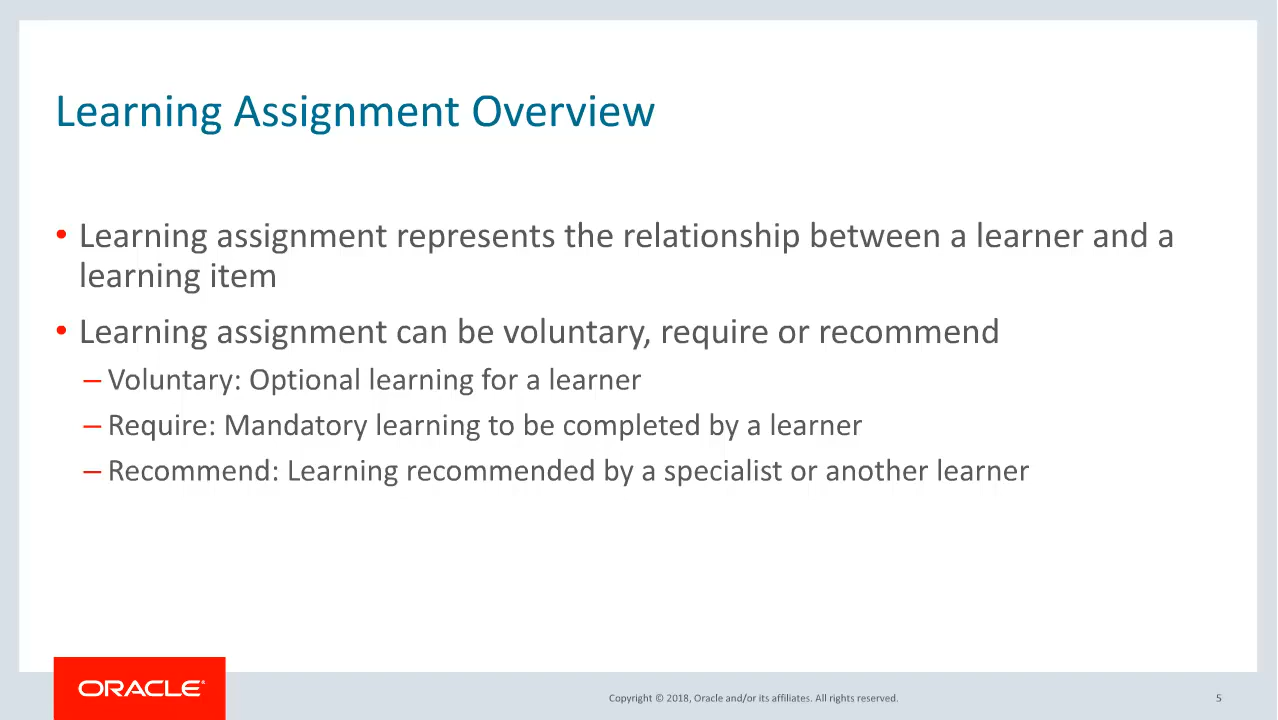 Learning Assignment Overview
• Learning assignment represents the relationship between a learner and a
learning item
• Learning assignment can be voluntary, require or recommend
– Voluntary: Optional learning for a learner
– Require: Mandatory learning to be completed by a learner
– Recommend: Learning recommended by a specialist or another learner
ORACLE®
Copyright © 2018, Oracle and/or its affiliates. All rights reserved.
5